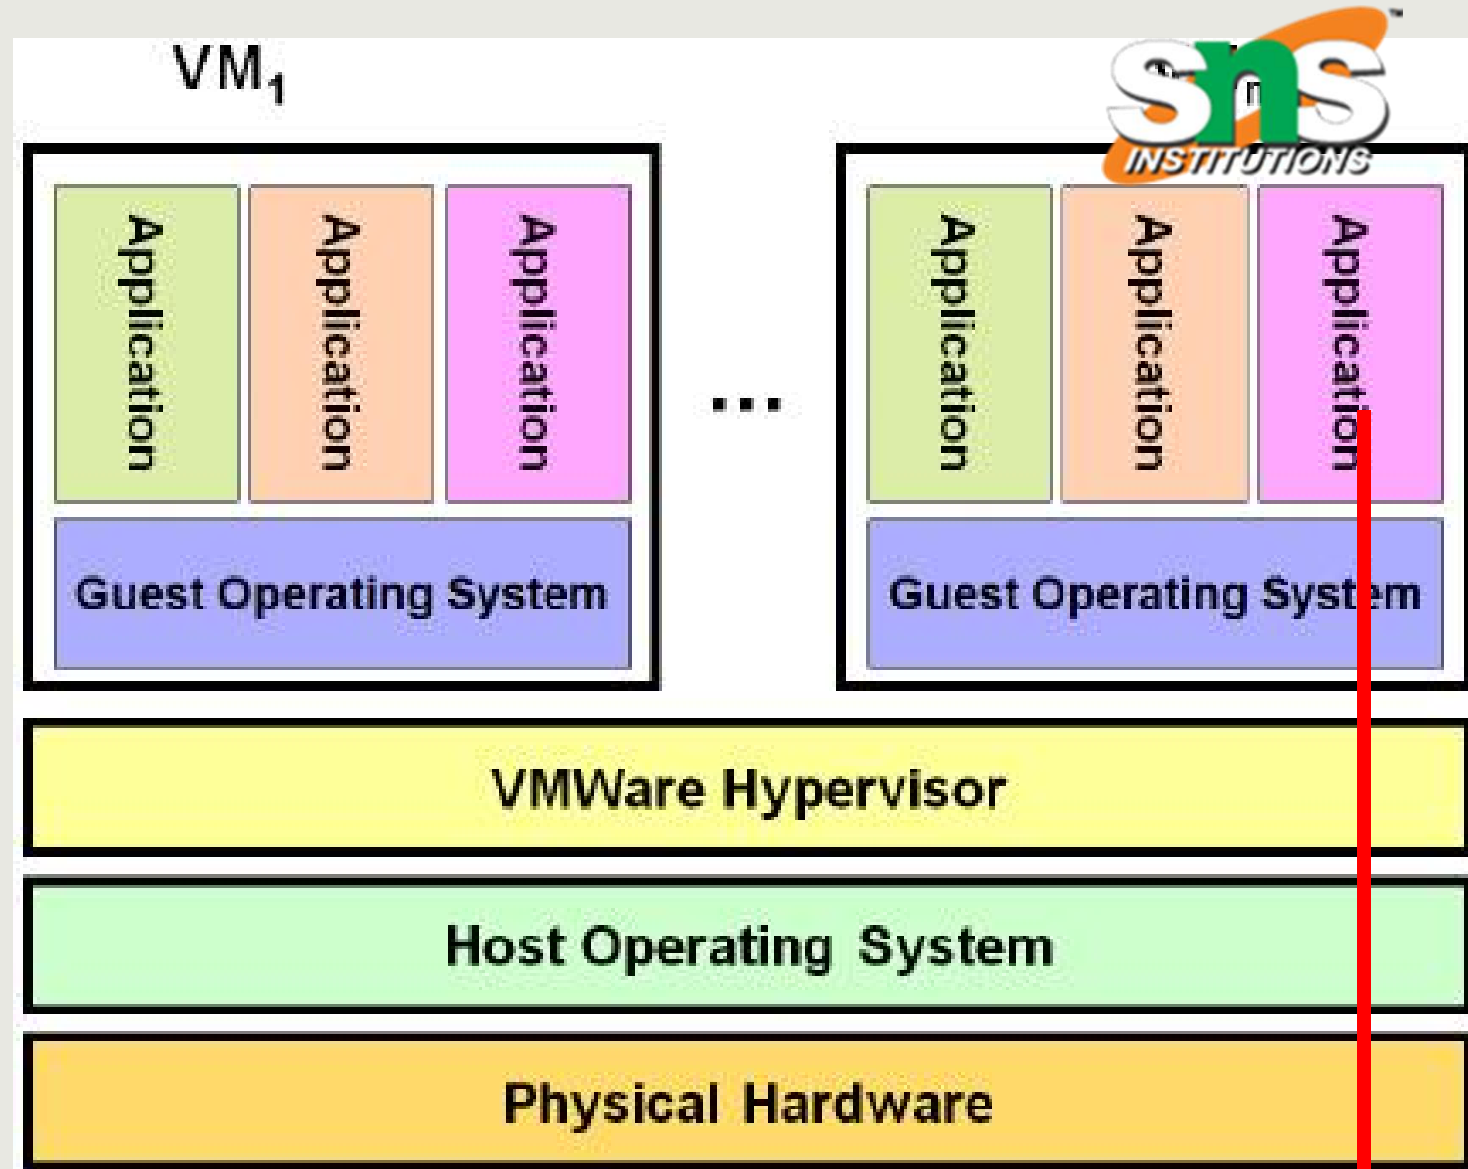 VM₁
sns
INSTITUTIONS
™
n
Application
Application
Application
...
Application
Application
Application
Guest Operating System
Guest Operating System
VMWare Hypervisor
Host Operating System
Physical Hardware